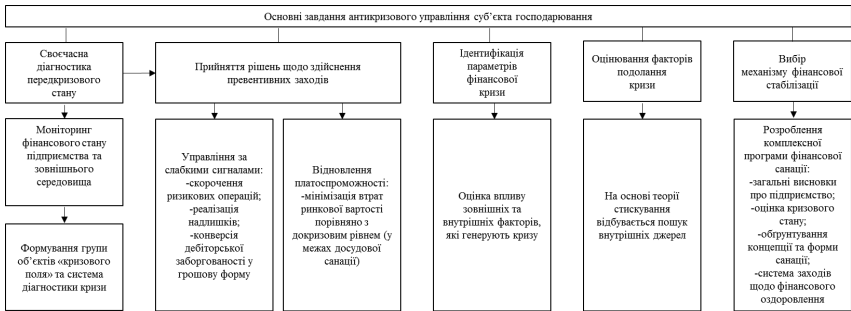 Основні завдання антикризового управління суб’єкта господарювання
Своєчасна
діагностика
передкризового
стану
Прийняття рішень щодо здійснення
превентивних заходів
Ідентифікація
параметрів
фінансової
кризи
Оцінювання факторів
подолання
кризи
Вибір
механізму фінансової
стабілізації
Моніторинг
фінансового стану
підприємства та
зовнішнього
середовища
Формування групи
об’єктів «кризового
поля» та система
діагностики кризи
Управління за
слабкими сигналами:
-скорочення
ризикових операцій;
-реалізація
надлишків;
-конверсія
дебіторської
заборгованості у
грошову форму
Відновлення
платоспроможності:
-мінімізація втрат
ринкової вартості
порівняно з
докризовим рівнем (у
межах досудової
санації)
Оцінка впливу
зовнішніх та
внутрішніх факторів,
які генерують кризу
На основі теорії
стискування
відбувається пошук
внутрішніх джерел
Розроблення
комплексної
програми фінансової
санації:
-загальні висновки
про підприємство;
-оцінка кризового
стану;
-обґрунтування
концепції та форми
санації;
-система заходів
щодо фінансового
оздоровлення